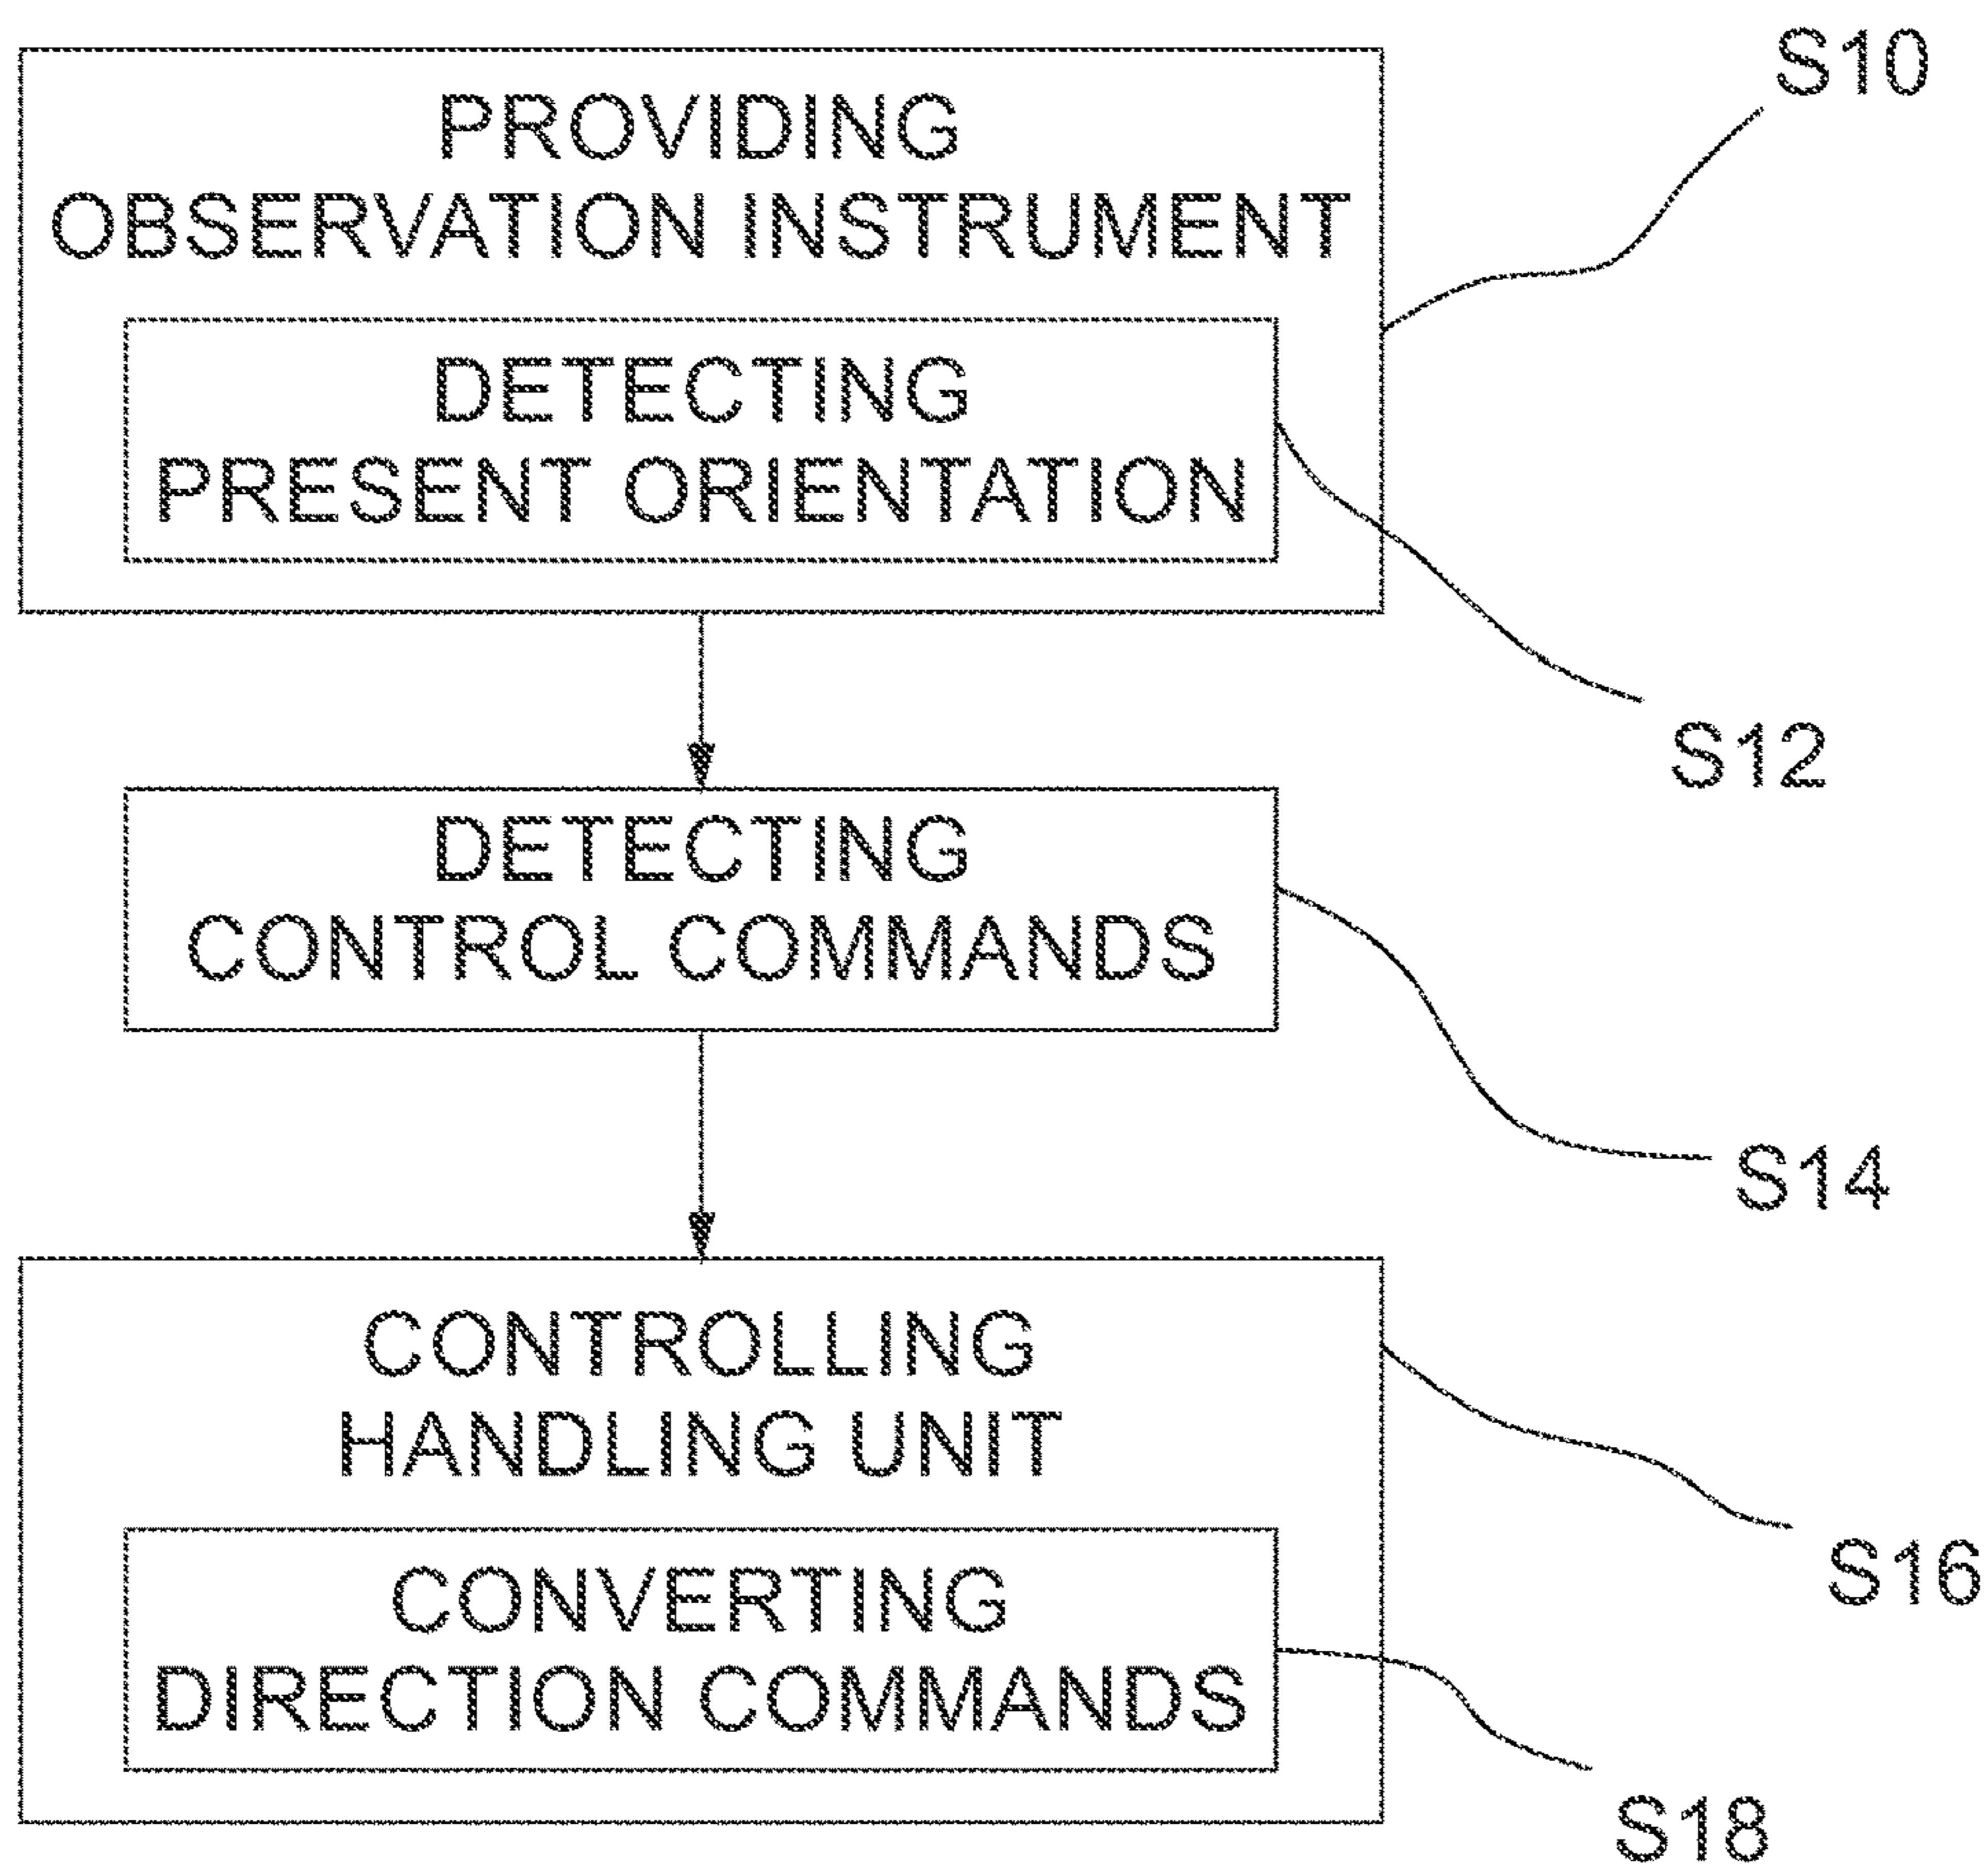 S10
PROVIDING
OBSERVATION INSTRUMENT
DETECTING
PRESENT ORIENTATION
S12
DETECTING
CONTROL COMMANDS
S14
CONTROLLING
HANDLING UNIT
S16
CONVERTING
DIRECTION COMMANDS
S18